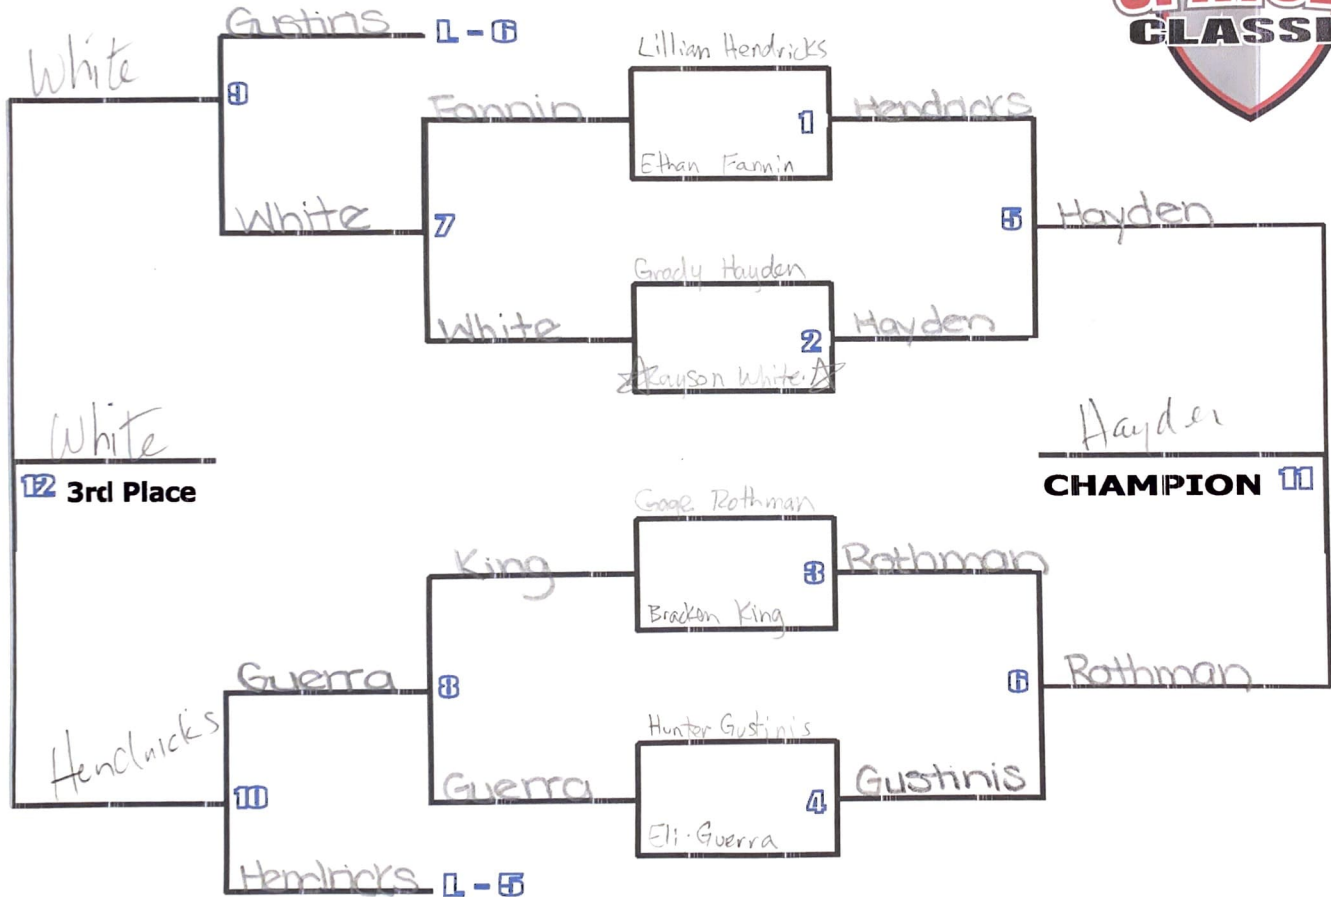 CLASSI
Gustins
L - 6
White
9
Lillian Hendricks
Fannin
1
Hendricks
Ethan Fannin
White
7
5
Hayden
Grady Hayden
White
2
Hayden
Kayson White
White
12 3rd Place
Hayden
CHAMPION 11
Gage Rothman
King
3
Rothman
Bracken King
Guerra
8
6
Rothman
Hendricks
Hunter Gustinis
10
Guerra
4
Gustinis
Eli Guerra
Hendricks
L - 5